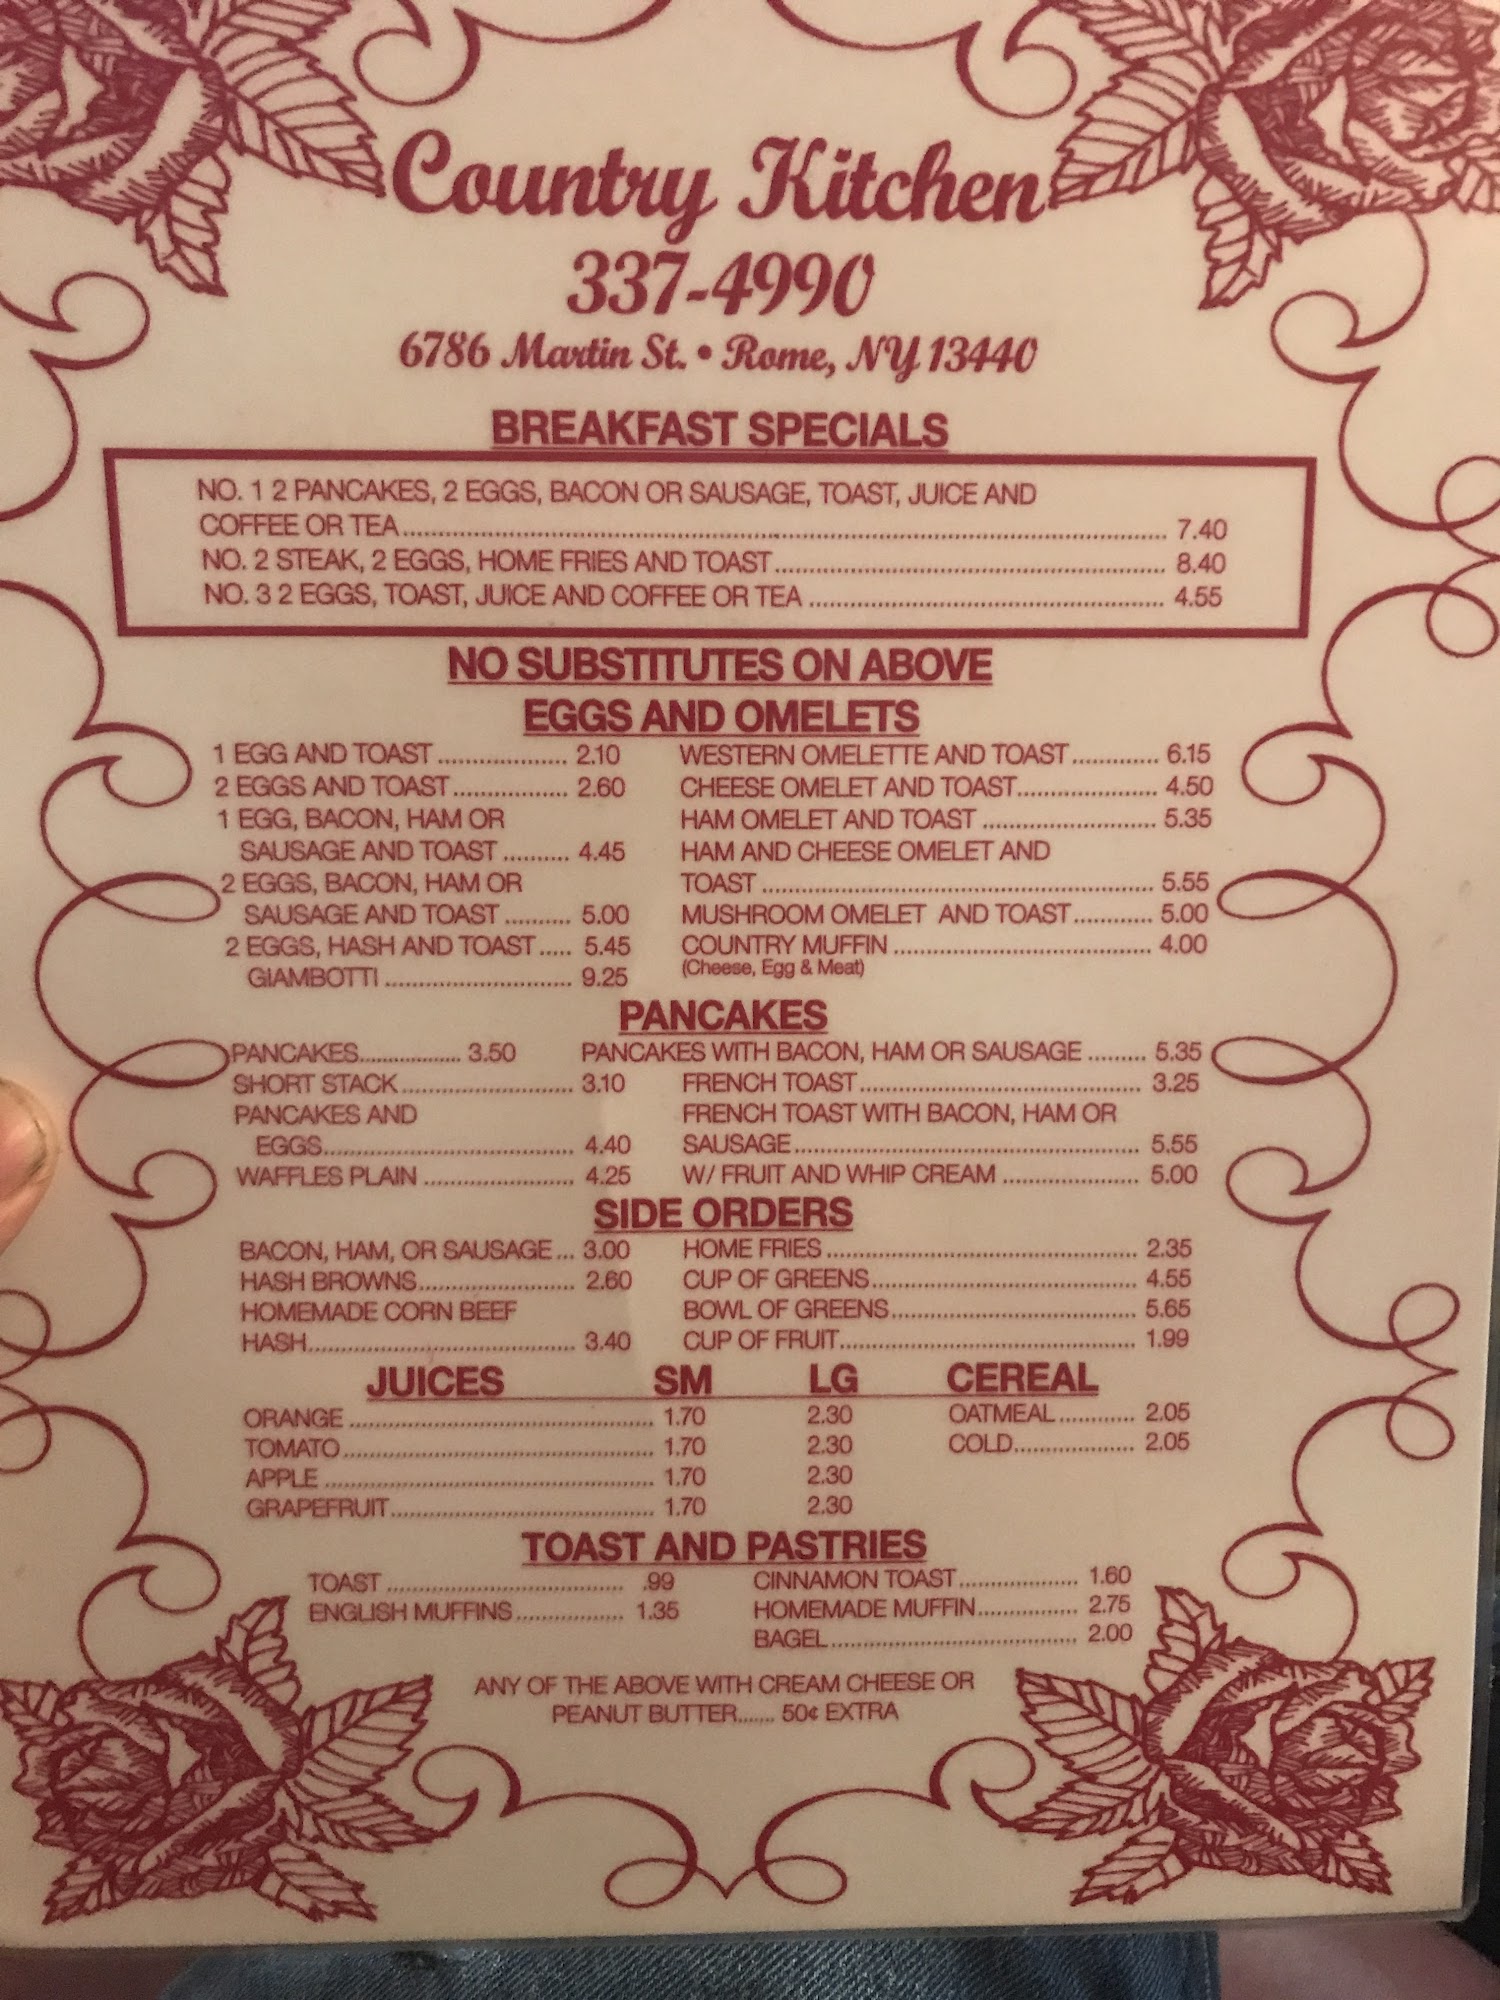 Country Kitchen
337-4990
6786 Martin St. • Rome, NY 13440
BREAKFAST SPECIALS
NO. 1 2 PANCAKES, 2 EGGS, BACON OR SAUSAGE, TOAST, JUICE AND
COFFEE OR TEA 7.40
NO. 2 STEAK, 2 EGGS, HOME FRIES AND TOAST 8.40
NO. 3 2 EGGS, TOAST, JUICE AND COFFEE OR TEA 4.55
NO SUBSTITUTES ON ABOVE
EGGS AND OMELETS
1 EGG AND TOAST 2.10
2 EGGS AND TOAST 2.60
1 EGG, BACON, HAM OR
SAUSAGE AND TOAST 4.45
2 EGGS, BACON, HAM OR
SAUSAGE AND TOAST 5.00
2 EGGS, HASH AND TOAST 5.45
GIAMBOTTI 9.25
WESTERN OMELETTE AND TOAST 6.15
CHEESE OMELET AND TOAST 4.50
HAM OMELET AND TOAST 5.35
HAM AND CHEESE OMELET AND
TOAST 5.55
MUSHROOM OMELET AND TOAST 5.00
COUNTRY MUFFIN 4.00
(Cheese, Egg & Meat)
PANCAKES
PANCAKES 3.50
SHORT STACK 3.10
PANCAKES AND
EGGS 4.40
WAFFLES PLAIN 4.25
PANCAKES WITH BACON, HAM OR SAUSAGE 5.35
FRENCH TOAST 3.25
FRENCH TOAST WITH BACON, HAM OR
SAUSAGE 5.55
W/ FRUIT AND WHIP CREAM 5.00
SIDE ORDERS
BACON, HAM, OR SAUSAGE 3.00
HASH BROWNS 2.60
HOMEMADE CORN BEEF
HASH 3.40
HOME FRIES 2.35
CUP OF GREENS 4.55
BOWL OF GREENS 5.65
CUP OF FRUIT 1.99
JUICES SM LG
ORANGE 1.70 2.30
TOMATO 1.70 2.30
APPLE 1.70 2.30
GRAPEFRUIT 1.70 2.30
CEREAL
OATMEAL 2.05
COLD 2.05
TOAST AND PASTRIES
TOAST .99
ENGLISH MUFFINS 1.35
CINNAMON TOAST 1.60
HOMEMADE MUFFIN 2.75
BAGEL 2.00
ANY OF THE ABOVE WITH CREAM CHEESE OR
PEANUT BUTTER....... 50¢ EXTRA